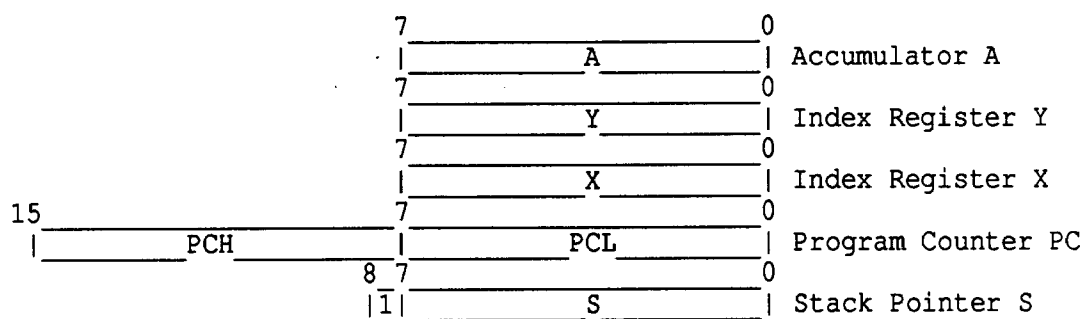 7 0
A Accumulator A
7 0
Y Index Register Y
7 0
X Index Register X
15 7 0
PCH PCL Program Counter PC
8 7 0
1 S Stack Pointer S